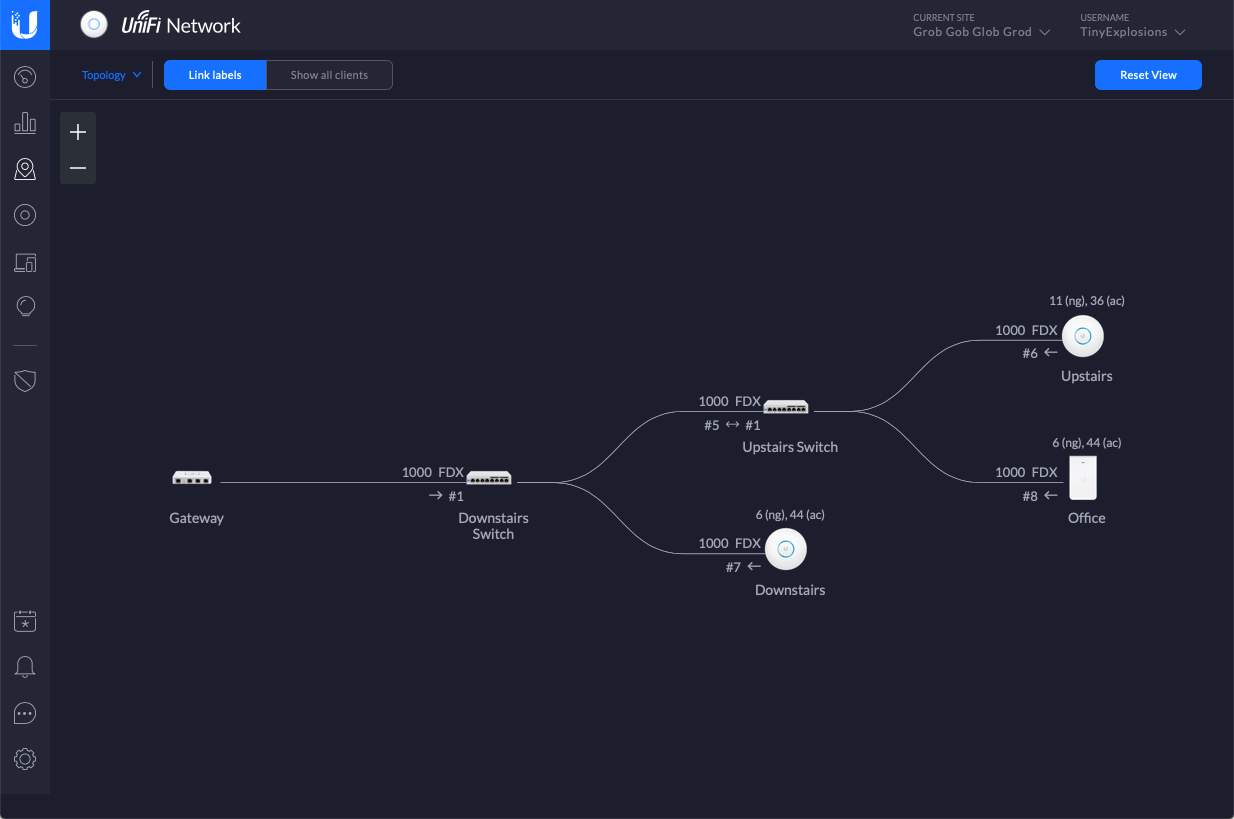 UniFi Network
CURRENT SITE
Grob Gob Glob Grod
USERNAME
TinyExplosions
Topology
Link labels
Show all clients
Reset View
11 (ng), 36 (ac)
1000 FDX
#6 ←
Upstairs
1000 FDX
#5 ↔ #1
Upstairs Switch
6 (ng), 44 (ac)
1000 FDX
#8 ←
Office
1000 FDX
→ #1
Gateway
Downstairs
Switch
6 (ng), 44 (ac)
1000 FDX
#7 ←
Downstairs